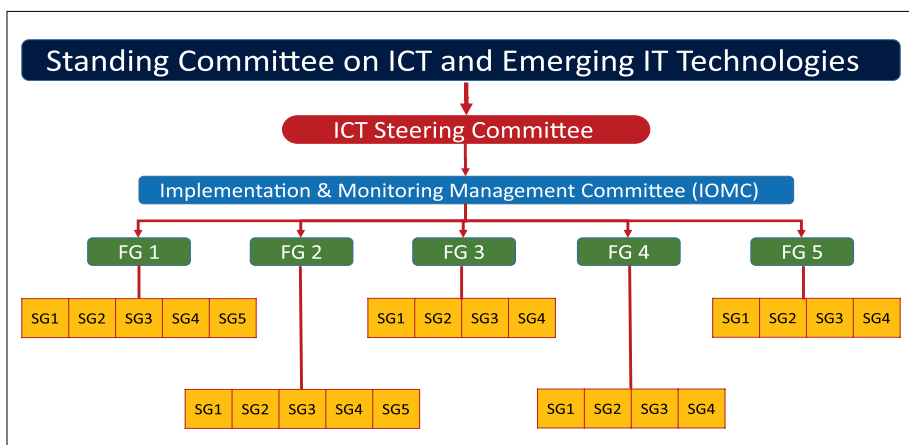 Standing Committee on ICT and Emerging IT Technologies
ICT Steering Committee
Implementation & Monitoring Management Committee (IOMC)
FG 1 FG 2 FG 3 FG 4 FG 5
SG1 SG2 SG3 SG4 SG5
SG1 SG2 SG3 SG4
SG1 SG2 SG3 SG4
SG1 SG2 SG3 SG4 SG5
SG1 SG2 SG3 SG4